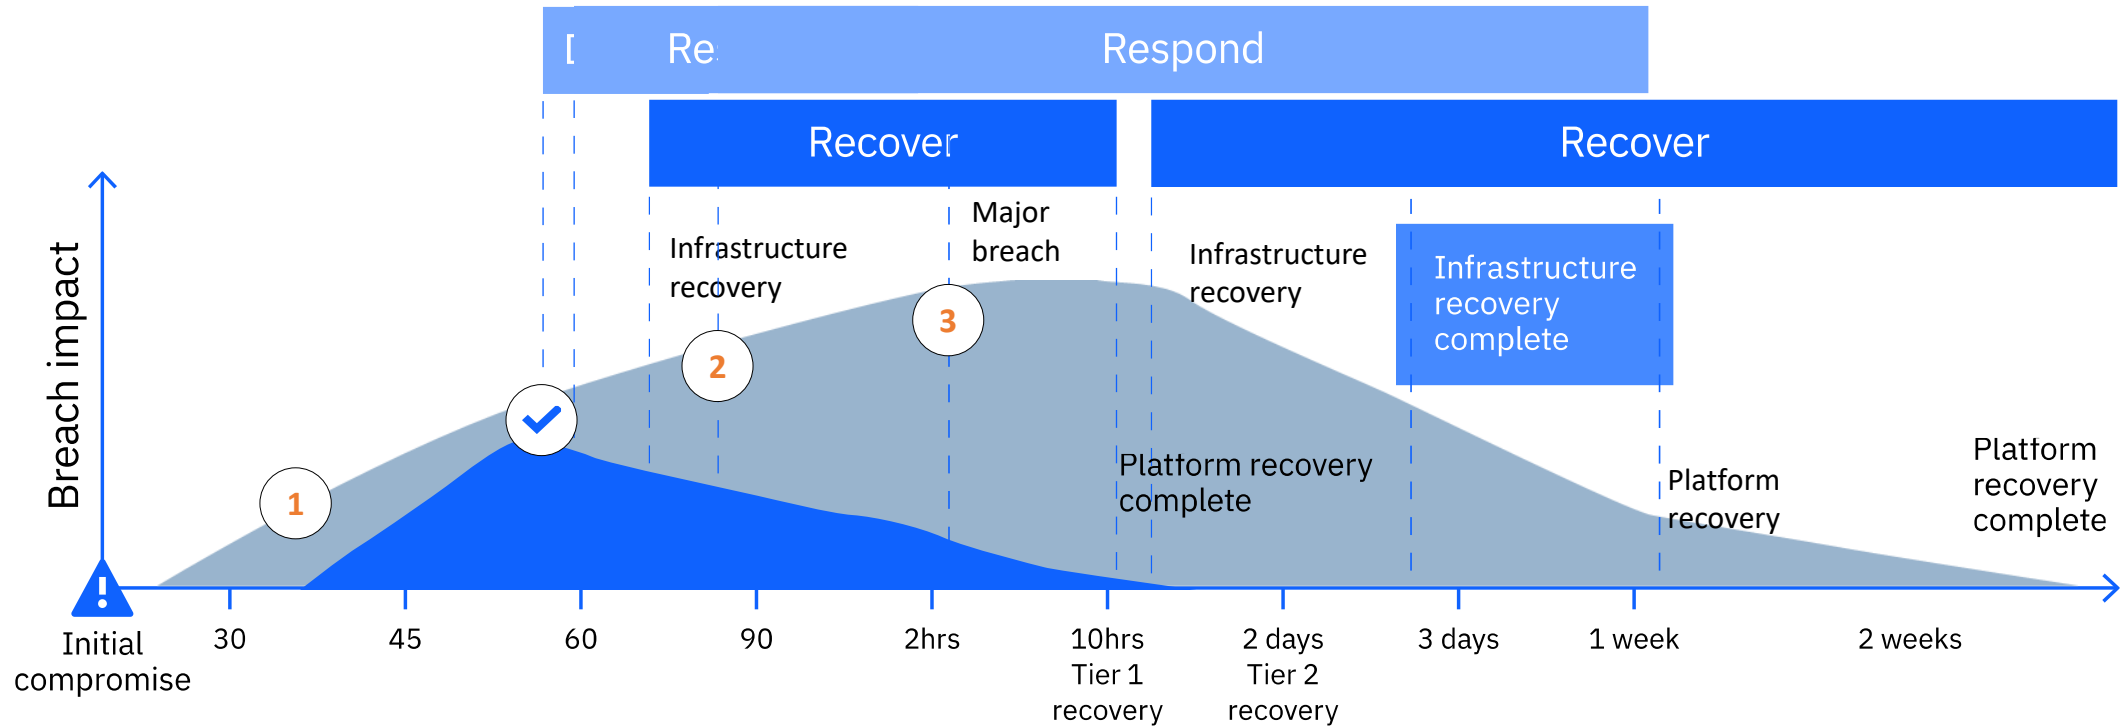 Respond
Recover
Recover
Major
breach
Infrastructure
recovery
Infrastructure
recovery
Infrastructure
recovery
complete
Breach impact
3
2
1
Platform recovery
complete
Platform
recovery
Platform
recovery
complete
Initial
compromise
30
45
60
90
2hrs
10hrs
Tier 1
recovery
2 days
Tier 2
recovery
3 days
1 week
2 weeks